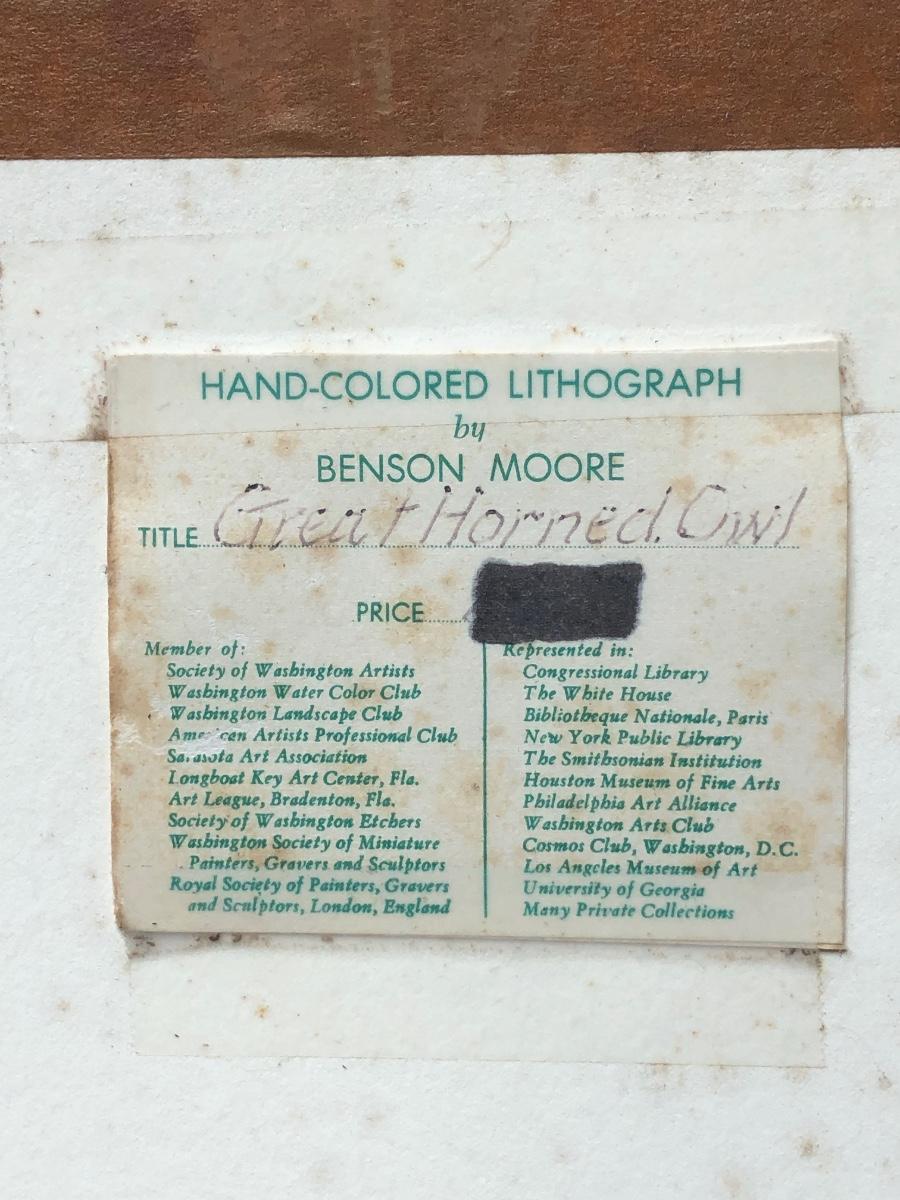 HAND-COLORED LITHOGRAPH
by
BENSON MOORE
TITLE Great Horned Owl
PRICE
Member of:
Society of Washington Artists
Washington Water Color Club
Washington Landscape Club
American Artists Professional Club
Sarasota Art Association
Longboat Key Art Center, Fla.
Art League, Bradenton, Fla.
Society of Washington Etchers
Washington Society of Miniature
Painters, Gravers and Sculptors
Royal Society of Painters, Gravers
and Sculptors, London, England
Represented in:
Congressional Library
The White House
Bibliotheque Nationale, Paris
New York Public Library
The Smithsonian Institution
Houston Museum of Fine Arts
Philadelphia Art Alliance
Washington Arts Club
Cosmos Club, Washington, D.C.
Los Angeles Museum of Art
University of Georgia
Many Private Collections